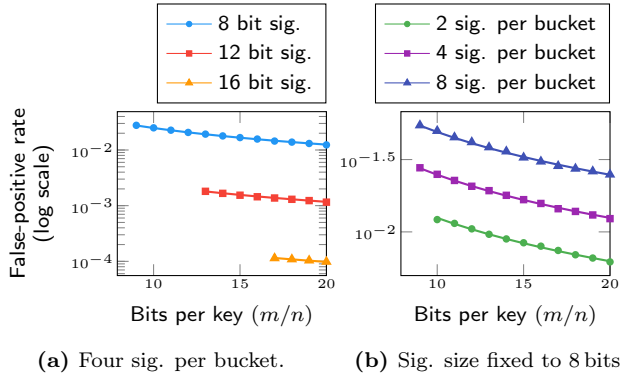 8 bit sig.
12 bit sig.
16 bit sig.
2 sig. per bucket
4 sig. per bucket
8 sig. per bucket
False-positive rate
(log scale)
10^−2
10^−3
10^−4
10 15 20
Bits per key (m/n)
10^−1.5
10^−2
10 15 20
Bits per key (m/n)
(a) Four sig. per bucket.
(b) Sig. size fixed to 8 bits